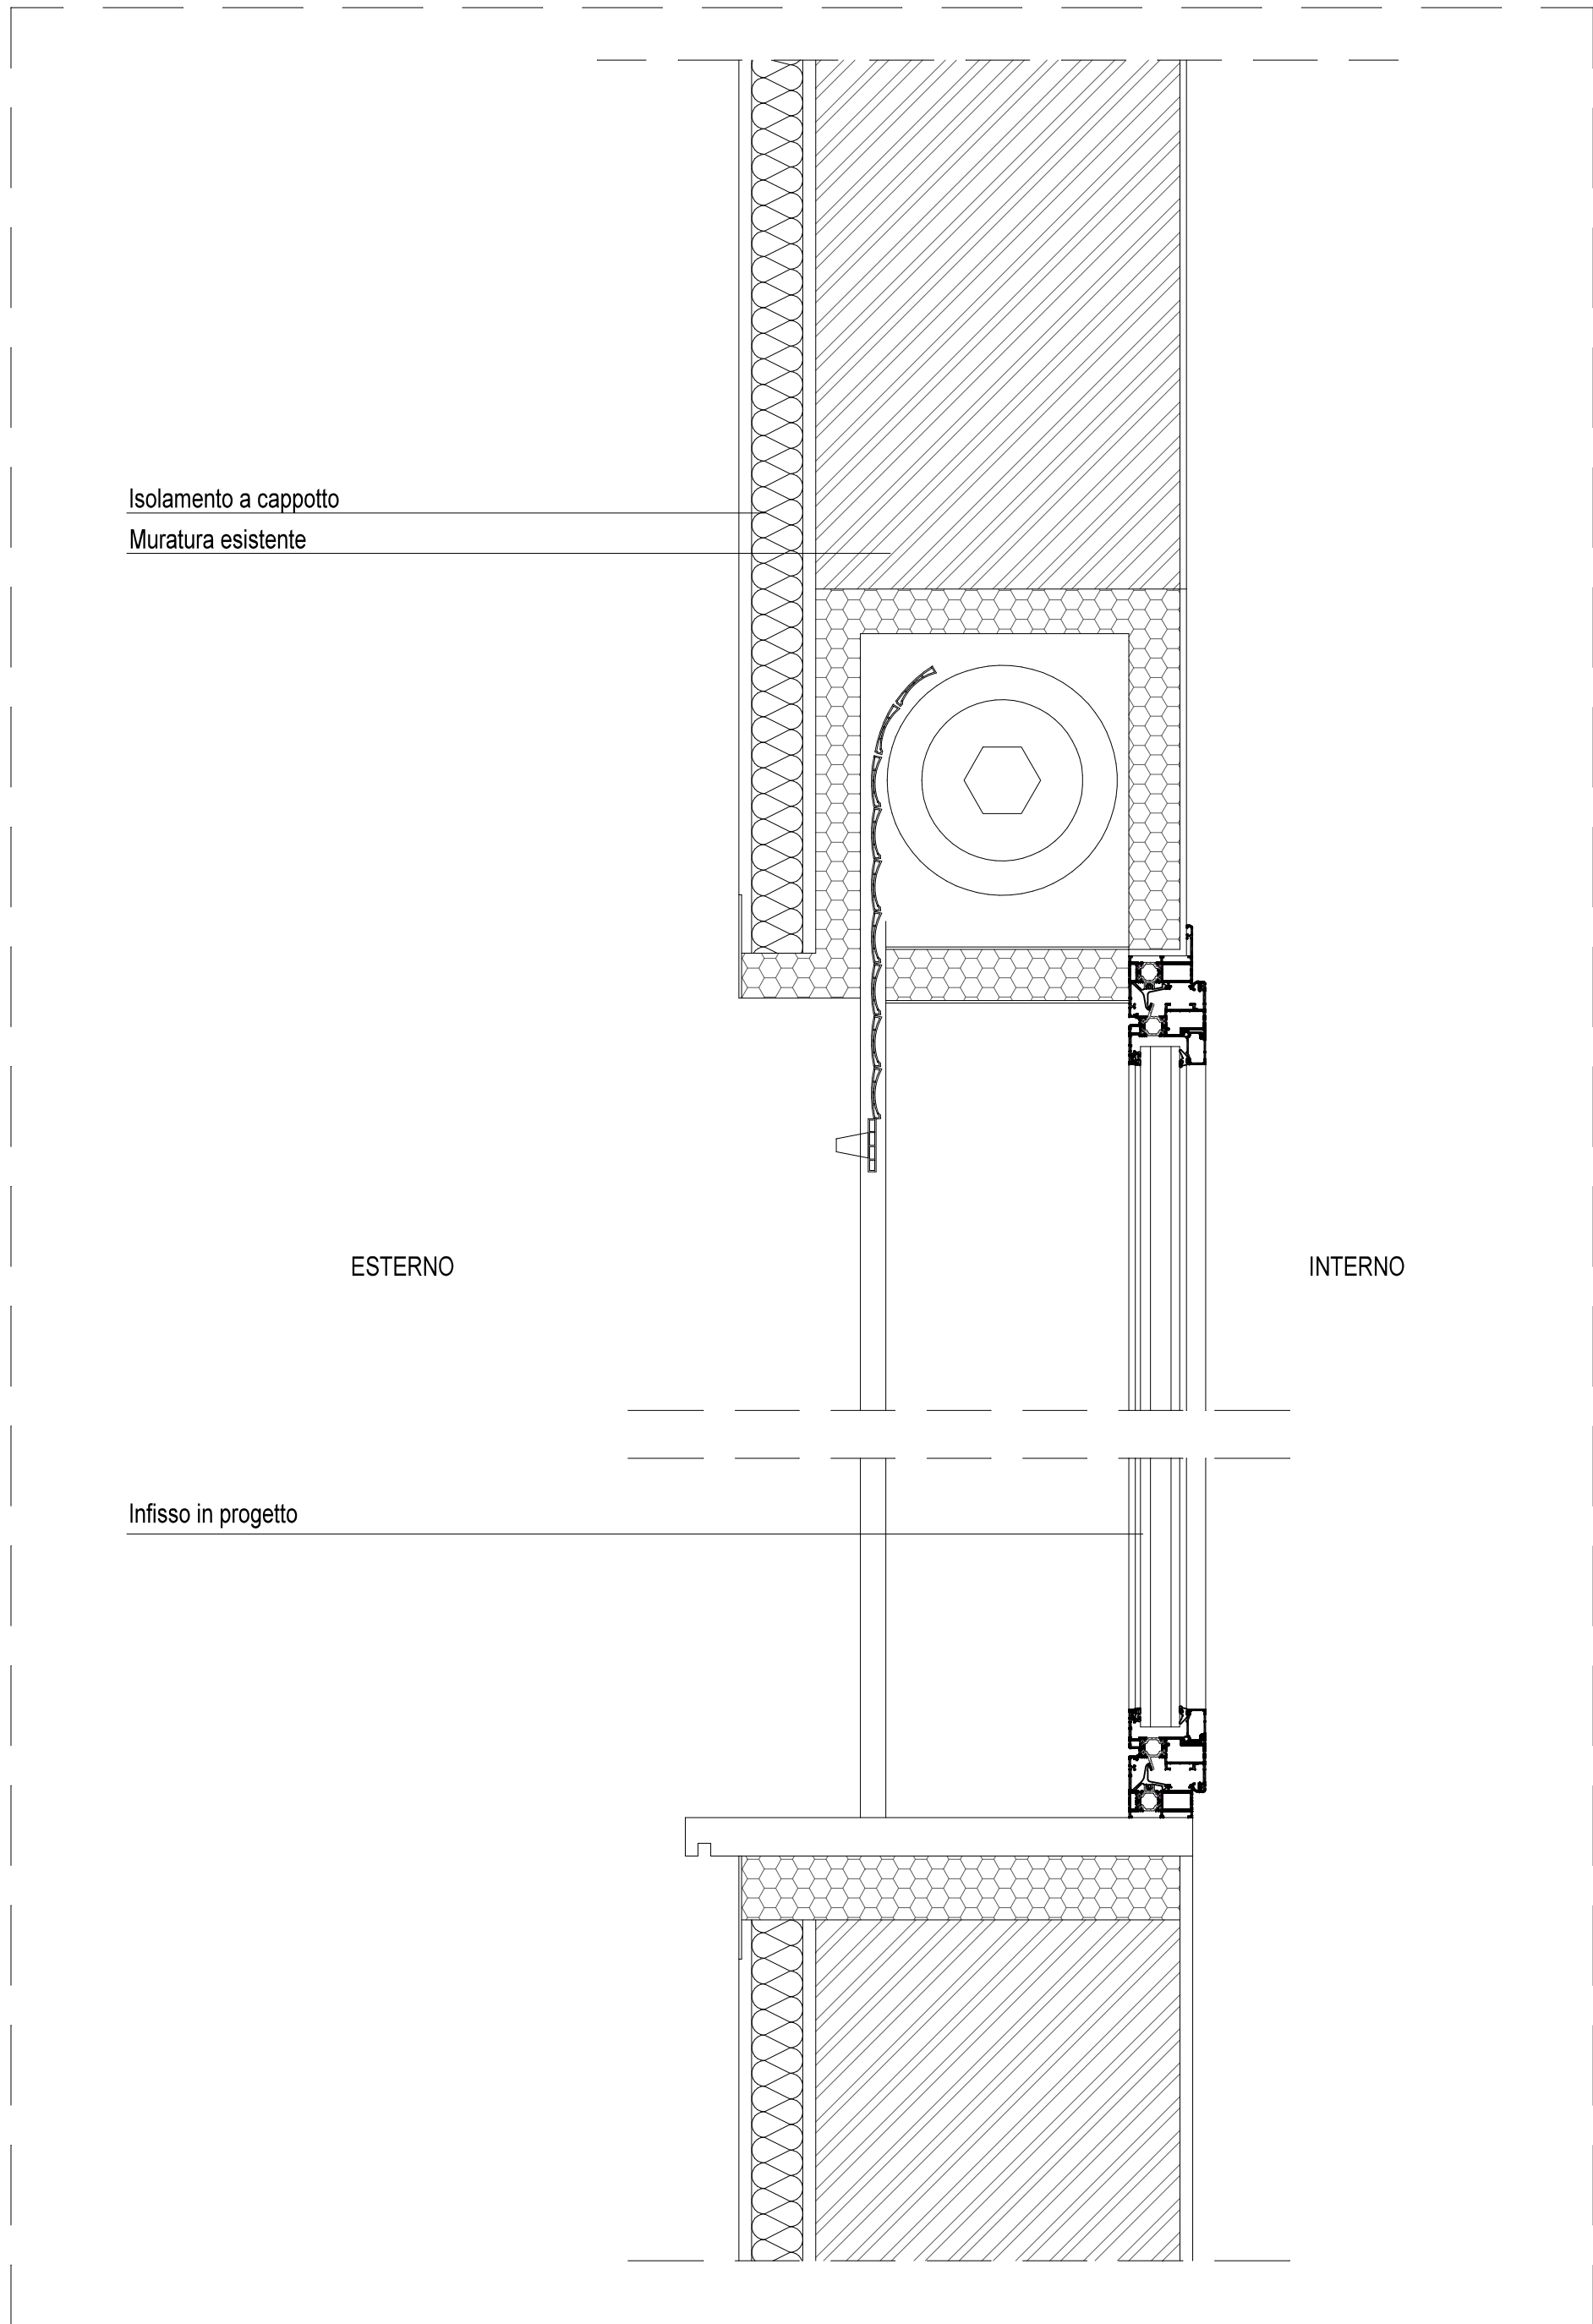 Isolamento a cappotto
Muratura esistente
ESTERNO
INTERNO
Infisso in progetto